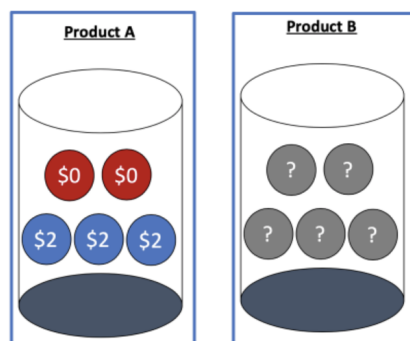 Product A
$0 $0
$2 $2 $2
Product B
? ?
? ? ?